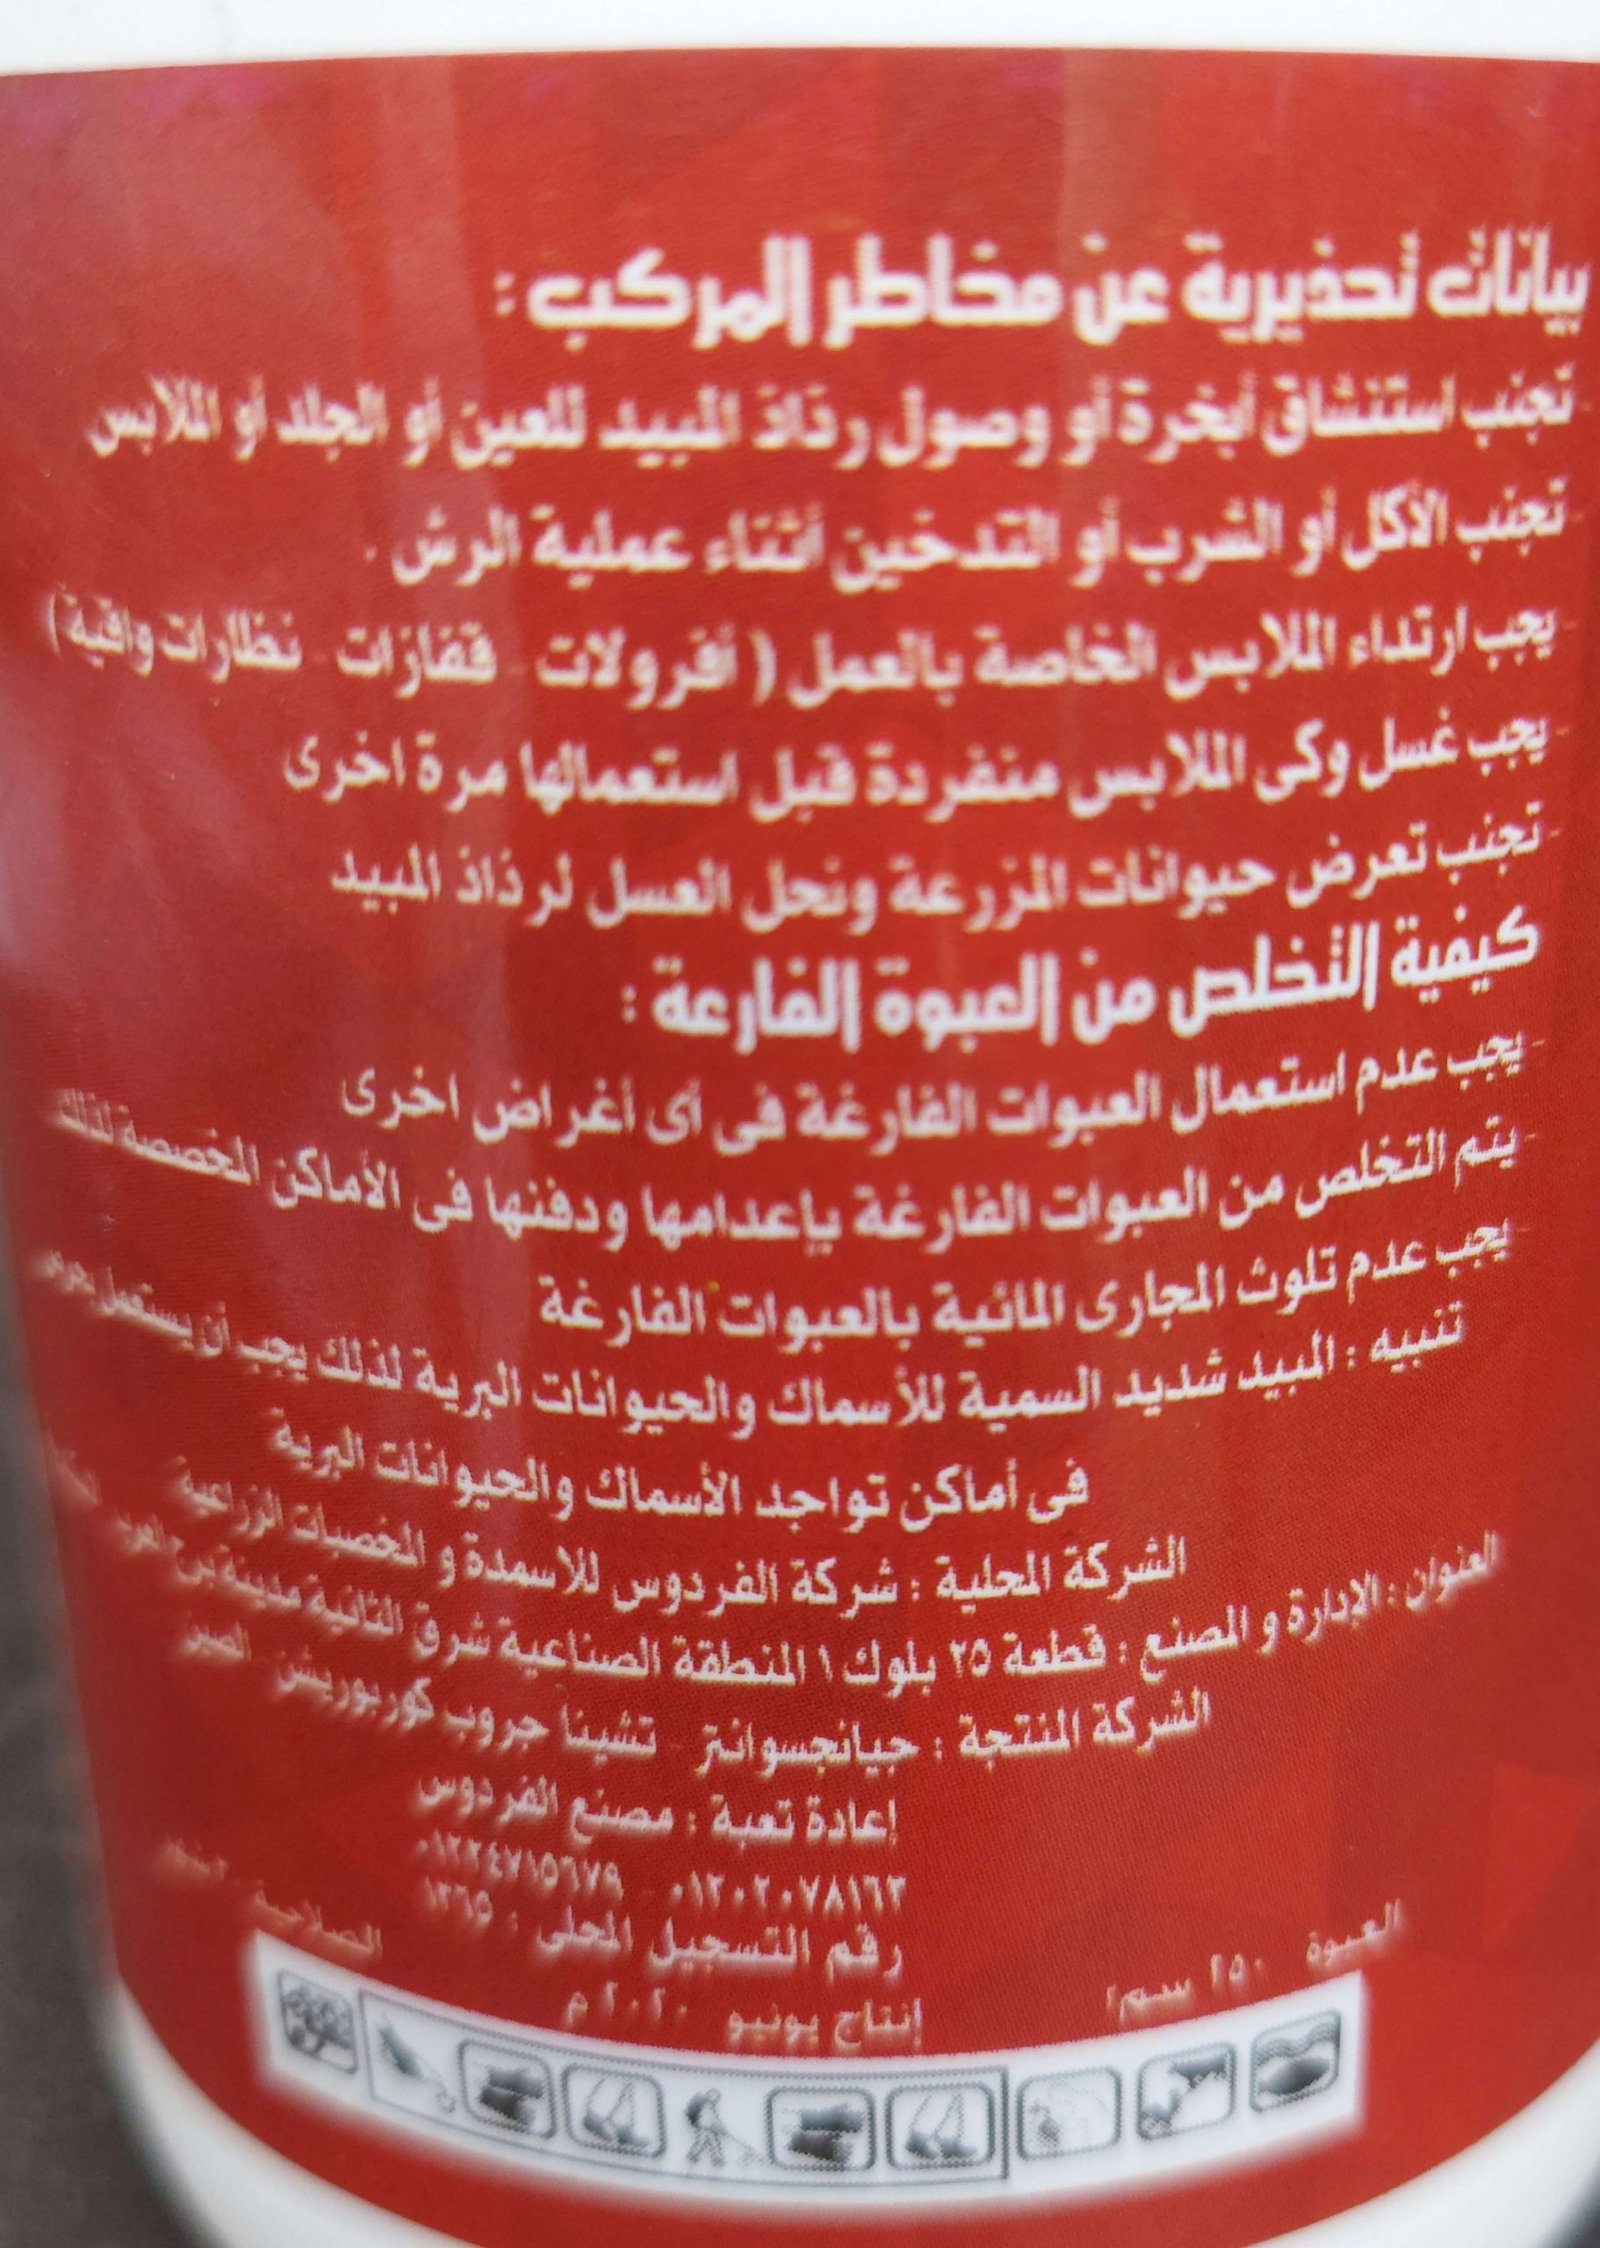 بيانات تحذيرية عن مخاطر المركب :
- تجنب استنشاق أبخرة أو وصول رذاذ المبيد للعين أو الجلد أو الملابس
- تجنب الأكل أو الشرب أو التدخين أثناء عملية الرش .
- يجب ارتداء الملابس الخاصة بالعمل ( أفرولات - قفازات - نظارات واقية )
- يجب غسل وكى الملابس منفردة قبل استعمالها مرة اخرى
- تجنب تعرض حيوانات المزرعة ونحل العسل لرذاذ المبيد
كيفية التخلص من العبوة الفارعة :
- يجب عدم استعمال العبوات الفارغة فى أى أغراض اخرى
- يتم التخلص من العبوات الفارغة بإعدامها ودفنها فى الأماكن المخصصة لذلك
- يجب عدم تلوث المجارى المائية بالعبوات الفارغة
تنبيه : المبيد شديد السمية للأسماك والحيوانات البرية لذلك يجب أن يستعمل بحرص
فى أماكن تواجد الأسماك والحيوانات البرية
الشركة المحلية : شركة الفردوس للاسمدة و المخصبات الزراعية
العنوان : الإدارة و المصنع : قطعة ٢٥ بلوك ١ المنطقة الصناعية شرق الثانية مدينة برج العرب
الشركة المنتجة : جيانجسوانتر - تشينا جروب كوربوريشن - الصين
إعادة تعبة : مصنع الفردوس
٠١٢٠٢٠٧٨١٦٣ - ٠١٢٢٤٧١٥٦٧٩
رقم التسجيل المحلى : ١٣٦٥
العبوة ٢٥٠ سم٣ إنتاج يونيو ٢٠٢٠ م الصلاحية